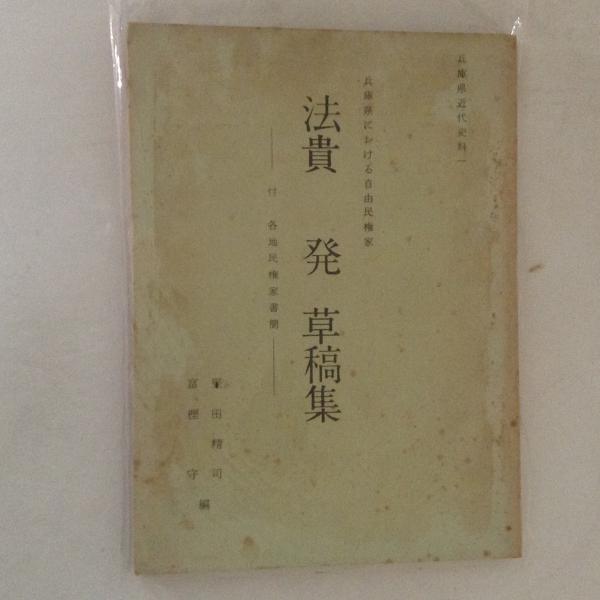 兵庫県近代史料一
兵庫県における自由民権家
法貴 発 草稿集
――付 各地民権家書簡――
堅田精司
富樫 守 編